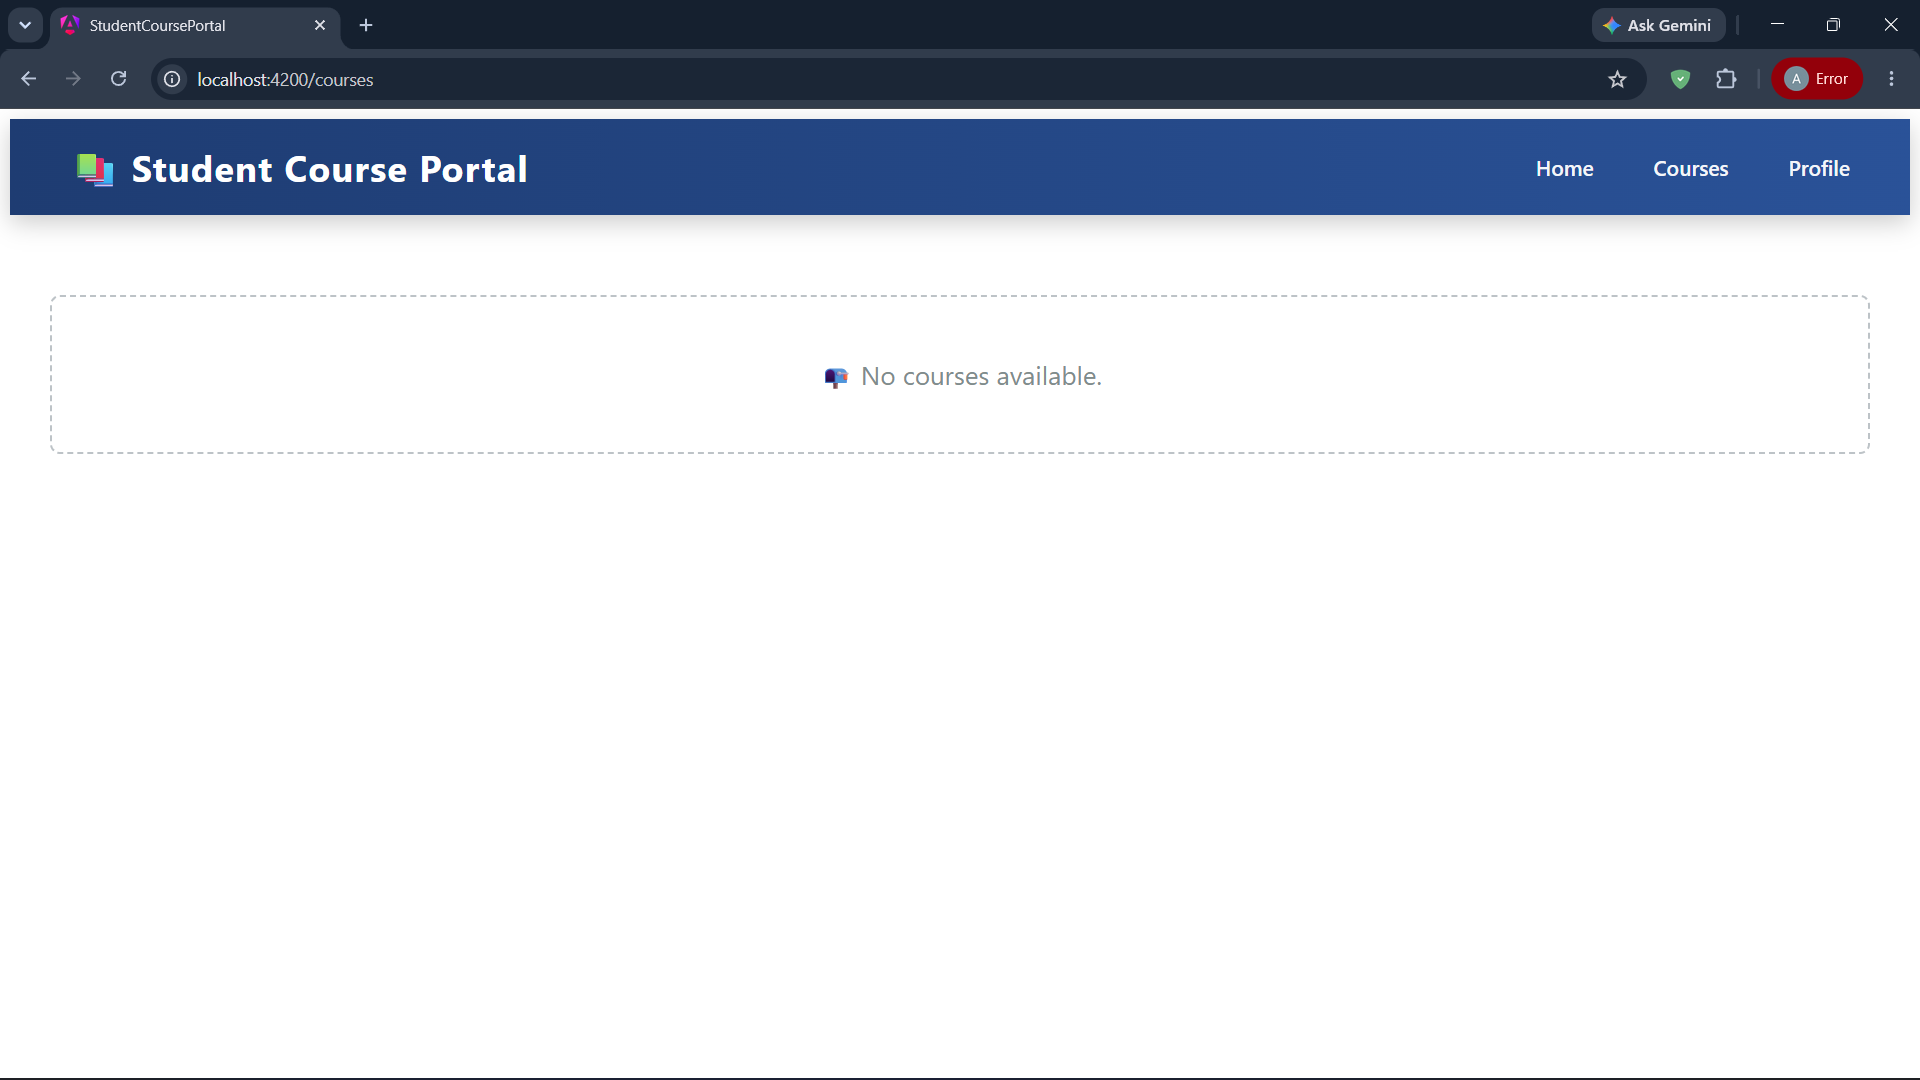 StudentCoursePortal
Ask Gemini
localhost:4200/courses
A Error
Student Course Portal
Home Courses Profile
No courses available.